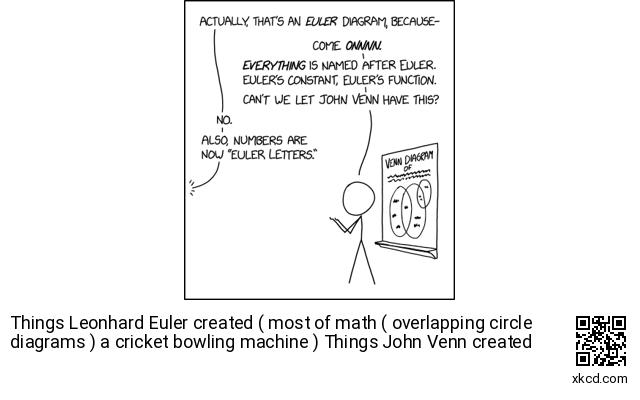 ACTUALLY, THAT'S AN EULER DIAGRAM, BECAUSE-
COME ONNNN.
EVERYTHING IS NAMED AFTER EULER.
EULER'S CONSTANT, EULER'S FUNCTION.
CAN'T WE LET JOHN VENN HAVE THIS?
NO.
ALSO, NUMBERS ARE
NOW "EULER LETTERS."
VENN DIAGRAM
OF
Things Leonhard Euler created ( most of math ( overlapping circle
diagrams ) a cricket bowling machine ) Things John Venn created
xkcd.com